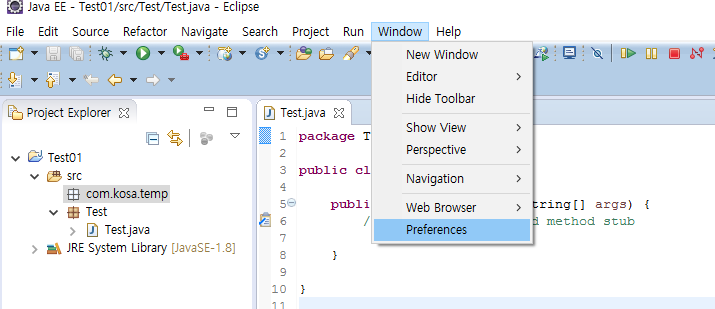 Java EE - Test01/src/Test/Test.java - Eclipse
File Edit Source Refactor Navigate Search Project Run Window Help
New Window
Editor
Hide Toolbar
Show View
Perspective
Navigation
Web Browser
Preferences
Project Explorer
Test01
src
com.kosa.temp
Test
Test.java
JRE System Library [JavaSE-1.8]
Test.java
1 package T
2
3 public cl
4
5 publ tring[] args) {
6 / d method stub
7
8 }
9
10 }
11